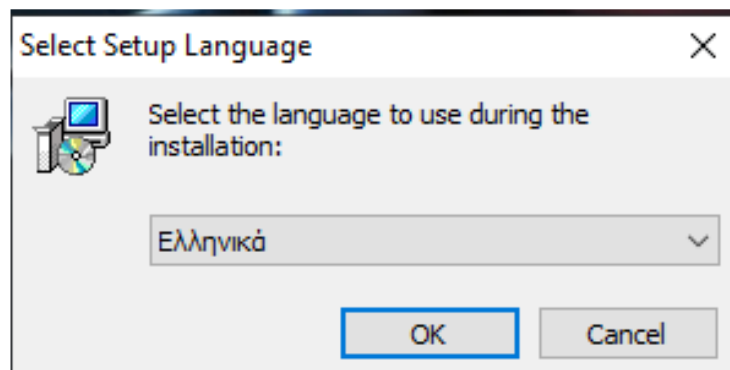 Select Setup Language
Select the language to use during the
installation:
Ελληνικά
OK
Cancel